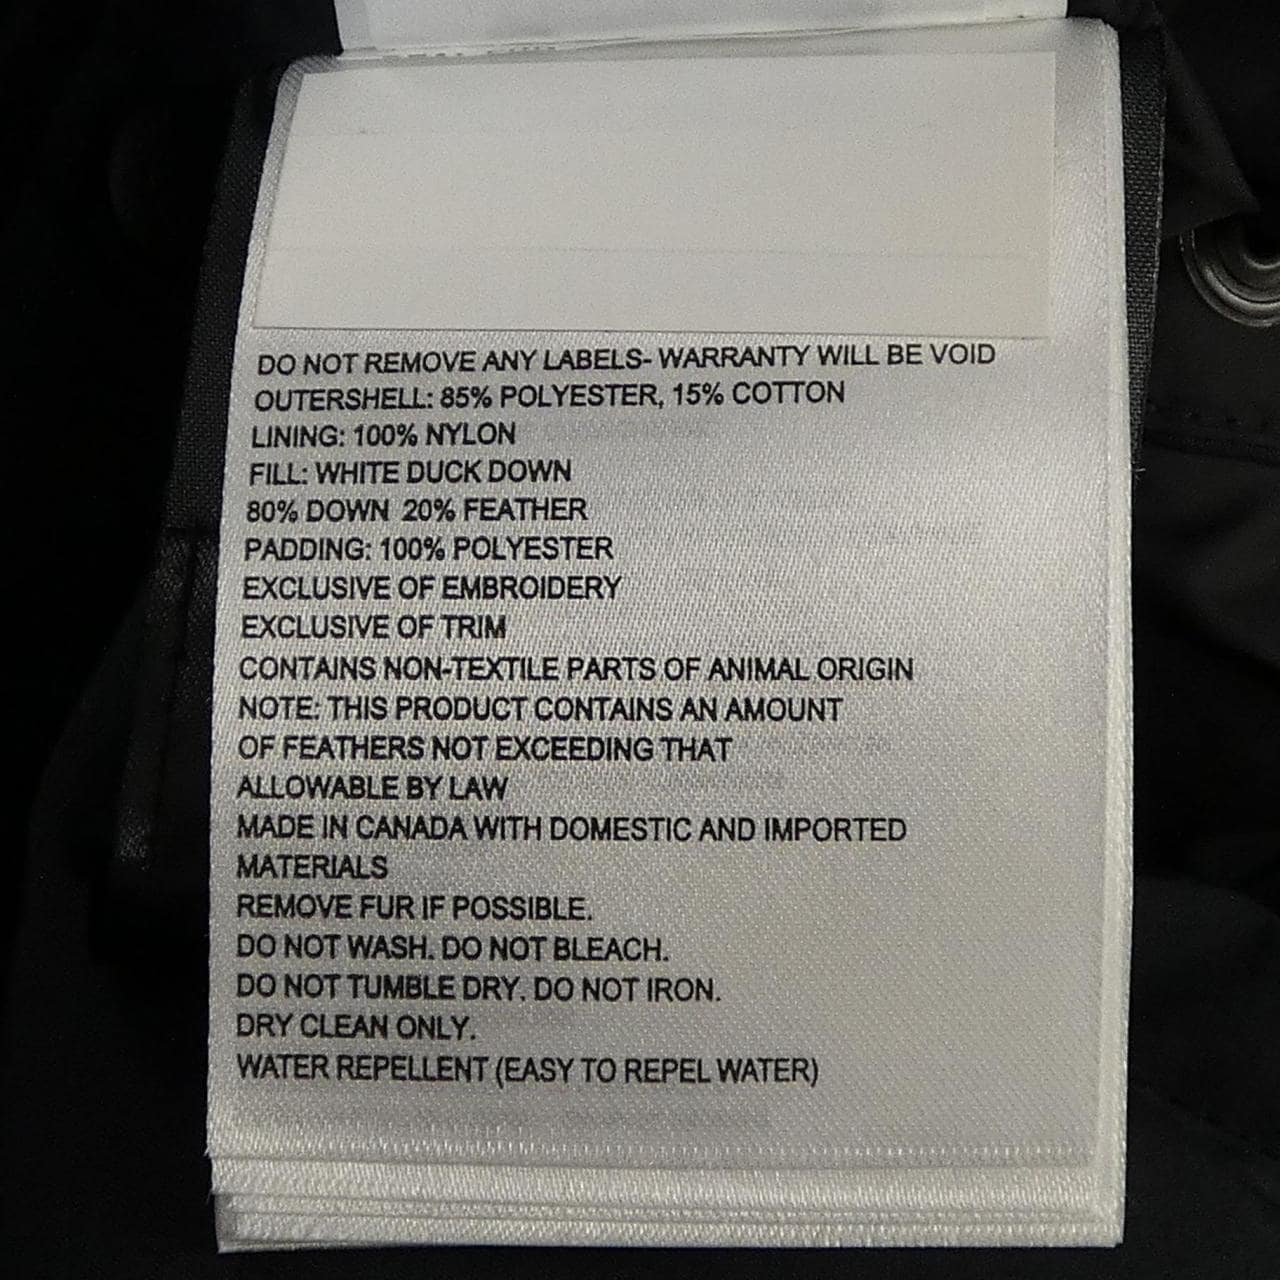 DO NOT REMOVE ANY LABELS- WARRANTY WILL BE VOID
OUTERSHELL: 85% POLYESTER, 15% COTTON
LINING: 100% NYLON
FILL: WHITE DUCK DOWN
80% DOWN 20% FEATHER
PADDING: 100% POLYESTER
EXCLUSIVE OF EMBROIDERY
EXCLUSIVE OF TRIM
CONTAINS NON-TEXTILE PARTS OF ANIMAL ORIGIN
NOTE: THIS PRODUCT CONTAINS AN AMOUNT
OF FEATHERS NOT EXCEEDING THAT
ALLOWABLE BY LAW
MADE IN CANADA WITH DOMESTIC AND IMPORTED
MATERIALS
REMOVE FUR IF POSSIBLE.
DO NOT WASH. DO NOT BLEACH.
DO NOT TUMBLE DRY. DO NOT IRON.
DRY CLEAN ONLY.
WATER REPELLENT (EASY TO REPEL WATER)